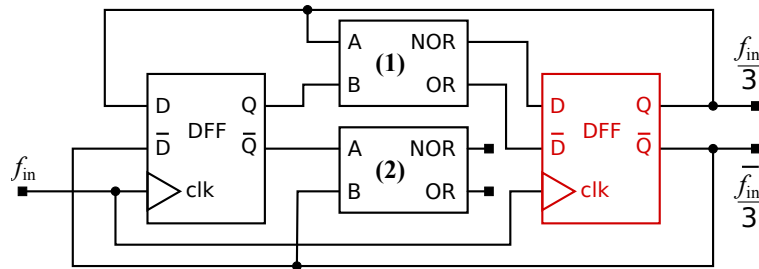 A NOR
(1)
B OR
D Q
DFF
D̅ Q̅
clk
A NOR
(2)
B OR
D Q
DFF
D̅ Q̅
clk
f_in
f_in
3
f̅_in
3